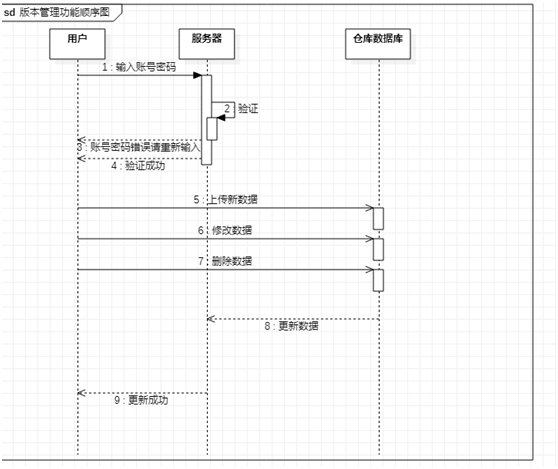 sd 版本管理功能顺序图
用户
服务器
仓库数据库
1 : 输入账号密码
2 : 验证
3 : 账号密码错误请重新输入
4 : 验证成功
5 : 上传新数据
6 : 修改数据
7 : 删除数据
8 : 更新数据
9 : 更新成功